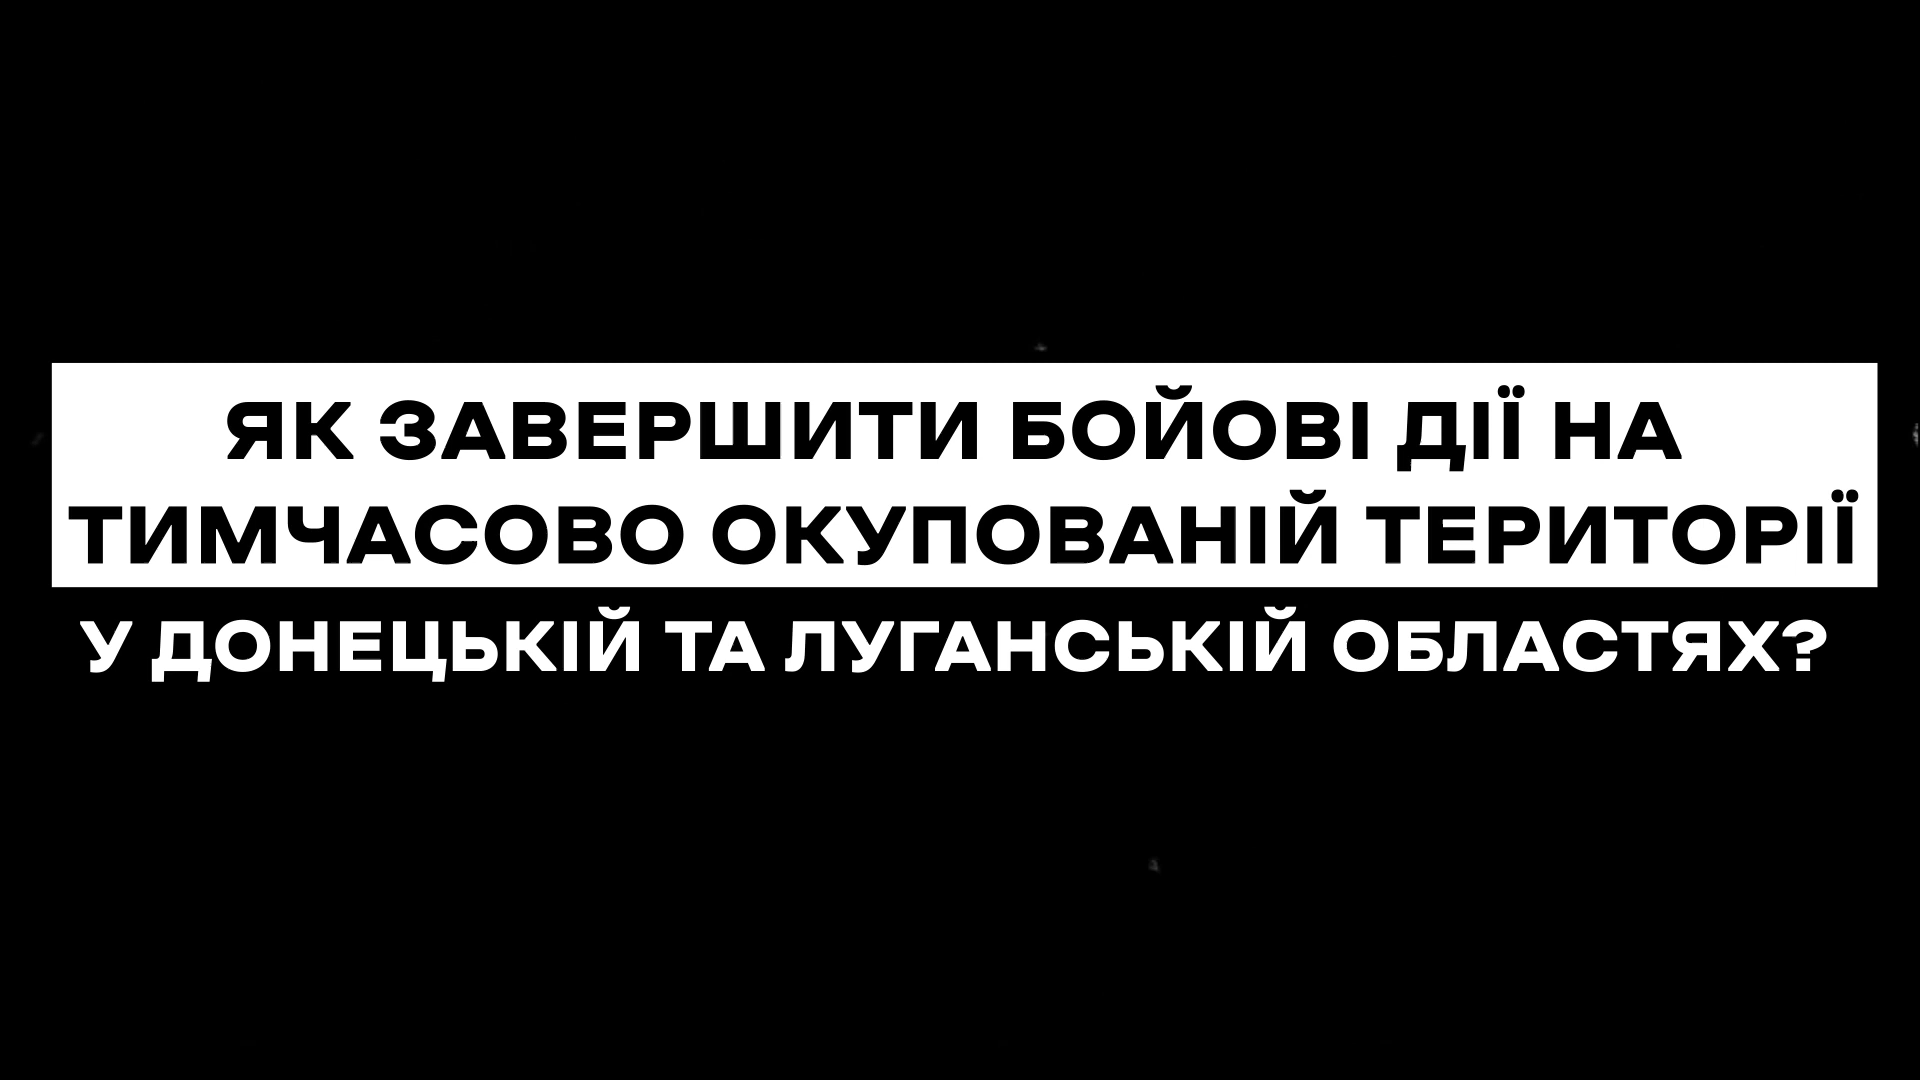 ЯК ЗАВЕРШИТИ БОЙОВІ ДІЇ НА
ТИМЧАСОВО ОКУПОВАНІЙ ТЕРИТОРІЇ
У ДОНЕЦЬКІЙ ТА ЛУГАНСЬКІЙ ОБЛАСТЯХ?